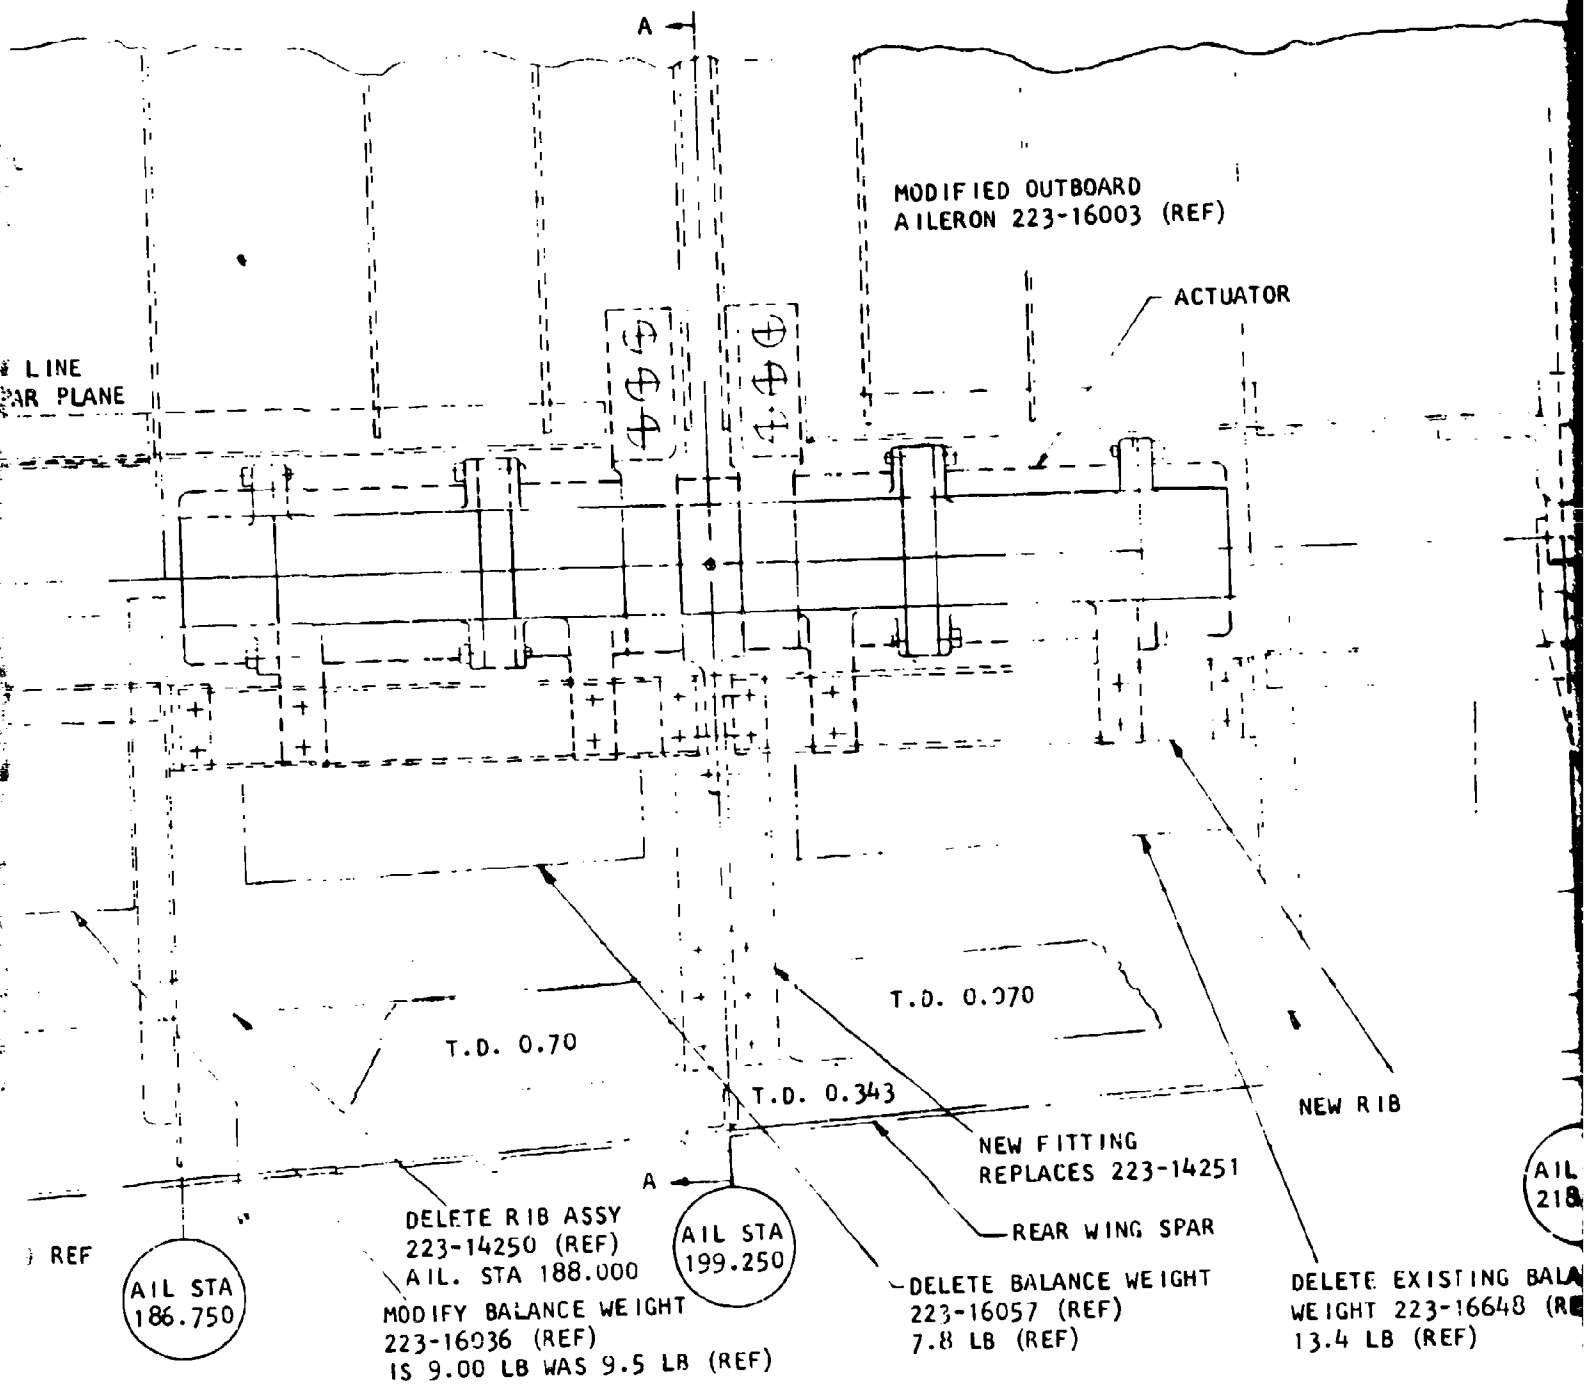 A
MODIFIED OUTBOARD
AILERON 223-16003 (REF)
ACTUATOR
LINE
PLANE
T.D. 0.070
T.D. 0.70
T.D. 0.343
NEW RIB
NEW FITTING
REPLACES 223-14251
A
REAR WING SPAR
DELETE RIB ASSY
223-14250 (REF)
AIL. STA 188.000
AIL STA
199.250
AIL
218
REF
AIL STA
186.750
MODIFY BALANCE WEIGHT
223-16036 (REF)
IS 9.00 LB WAS 9.5 LB (REF)
DELETE BALANCE WEIGHT
223-16057 (REF)
7.8 LB (REF)
DELETE EXISTING
WEIGHT 223-16648
13.4 LB (REF)